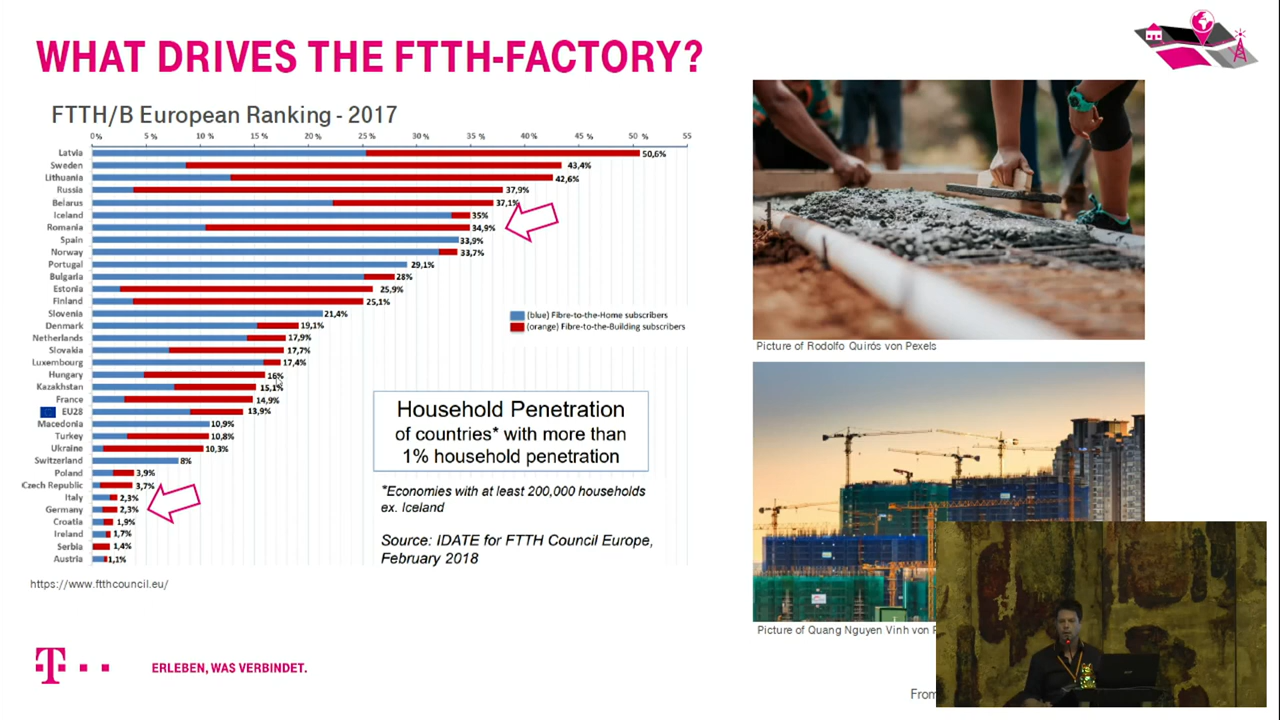 WHAT DRIVES THE FTTH-FACTORY?
FTTH/B European Ranking - 2017
0% 5 % 10 % 15 % 20 % 25 % 30 % 35 % 40 % 45 % 50 % 55
Latvia 50,6%
Sweden 43,4%
Lithuania 42,6%
Russia 37,9%
Belarus 37,1%
Iceland 35%
Romania 34,9%
Spain 33,9%
Norway 33,7%
Portugal 29,1%
Bulgaria 28%
Estonia 25,9%
Finland 25,1%
Slovenia 21,4%
Denmark 19,1%
Netherlands 17,9%
Slovakia 17,7%
Luxembourg 17,4%
Hungary 16%
Kazakhstan 15,1%
France 14,9%
EU28 13,9%
Macedonia 10,9%
Turkey 10,8%
Ukraine 10,3%
Switzerland 8%
Poland 3,9%
Czech Republic 3,7%
Italy 2,3%
Germany 2,3%
Croatia 1,9%
Ireland 1,7%
Serbia 1,4%
Austria 1,1%
(blue) Fibre-to-the-Home subscribers
(orange) Fibre-to-the-Building subscribers
Household Penetration
of countries* with more than
1% household penetration
*Economies with at least 200,000 households
ex. Iceland
Source: IDATE for FTTH Council Europe,
February 2018
https://www.ftthcouncil.eu/
Picture of Rodolfo Quirós von Pexels
Picture of Quang Nguyen Vinh von
T
ERLEBEN, WAS VERBINDET.
From